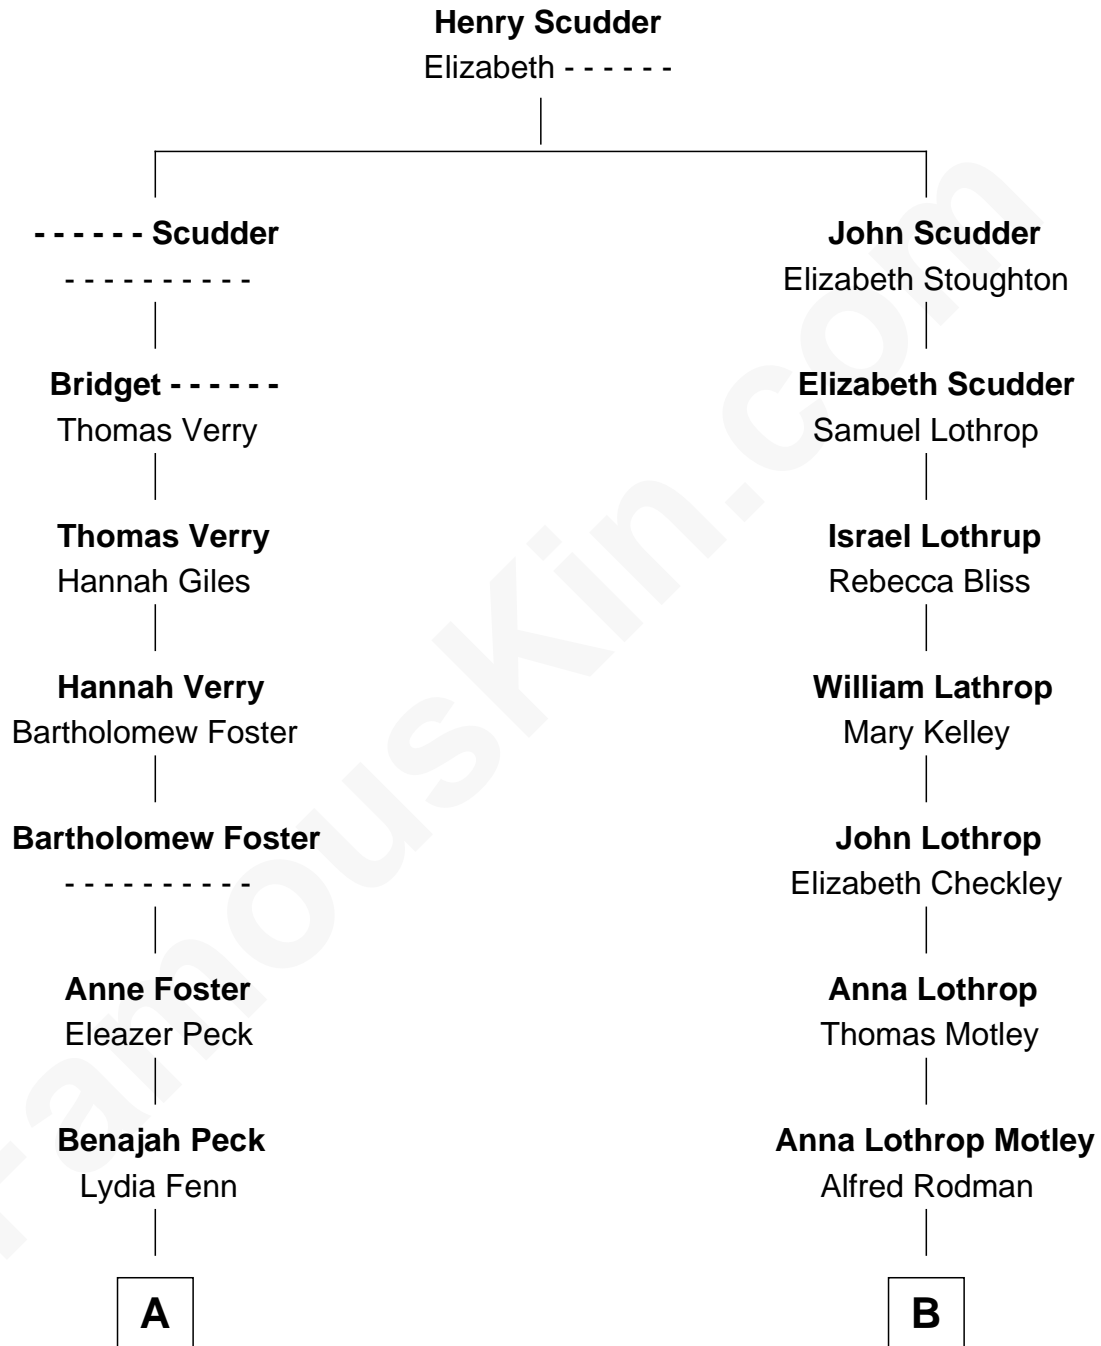 Henry Scudder
Elizabeth - - - - - -
- - - - - - Scudder
- - - - - - - - - -
John Scudder
Elizabeth Stoughton
Bridget - - - - - -
Thomas Verry
Elizabeth Scudder
Samuel Lothrop
Thomas Verry
Hannah Giles
Israel Lothrup
Rebecca Bliss
Hannah Verry
Bartholomew Foster
William Lathrop
Mary Kelley
Bartholomew Foster
- - - - - - - - - -
John Lothrop
Elizabeth Checkley
Anne Foster
Eleazer Peck
Anna Lothrop
Thomas Motley
Benajah Peck
Lydia Fenn
Anna Lothrop Motley
Alfred Rodman
A
B
FamousKin.com